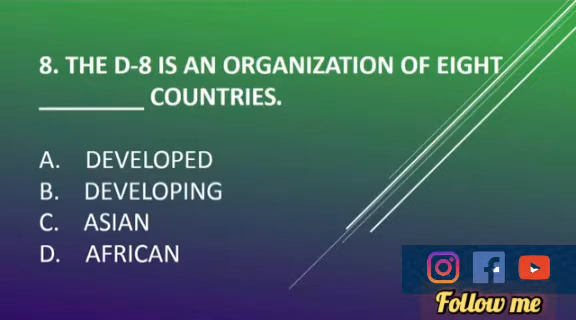 8. THE D-8 IS AN ORGANIZATION OF EIGHT
_________ COUNTRIES.
A. DEVELOPED
B. DEVELOPING
C. ASIAN
D. AFRICAN
Follow me